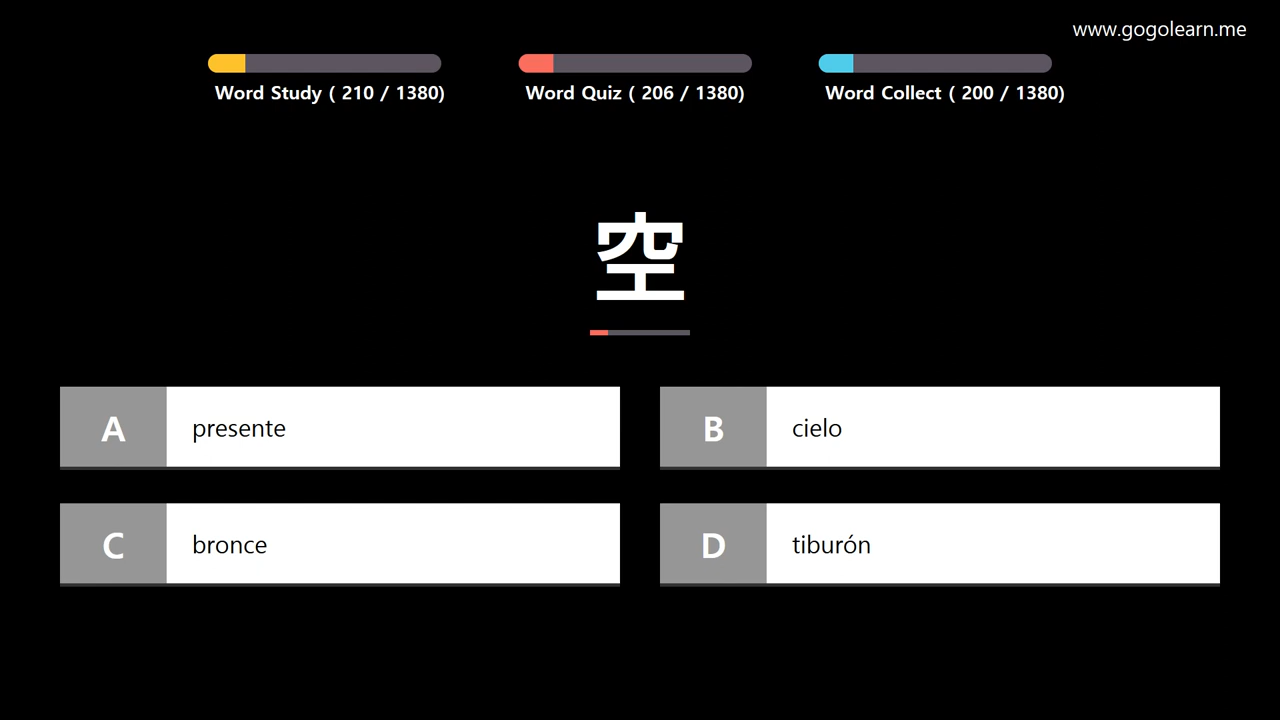 www.gogolearn.me
Word Study ( 210 / 1380)
Word Quiz ( 206 / 1380)
Word Collect ( 200 / 1380)
空
A presente
B cielo
C bronce
D tiburón